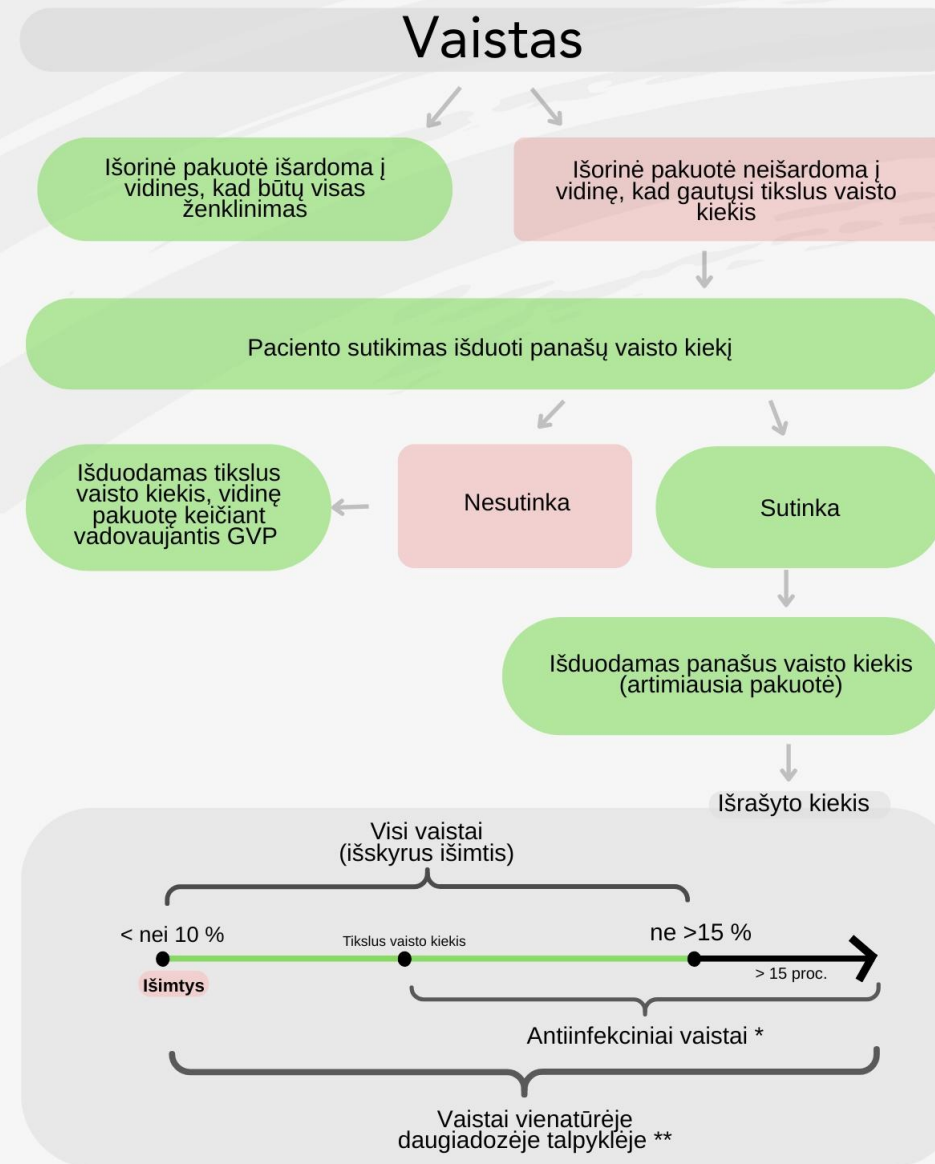 Vaistas
Išorinė pakuotė išardoma į
vidines, kad būtų visas
ženklinimas
Išorinė pakuotė neišardoma į
vidinę, kad gautųsi tikslus vaisto
kiekis
Paciento sutikimas išduoti panašų vaisto kiekį
Išduodamas tikslus
vaisto kiekis, vidinę
pakuotę keičiant
vadovaujantis GVP
Nesutinka
Sutinka
Išduodamas panašus vaisto kiekis
(artimiausia pakuotė)
Išrašyto kiekis
Visi vaistai
(išskyrus išimtis)
< nei 10 %
Tikslus vaisto kiekis
ne >15 %
Išimtys
> 15 proc.
Antiinfekciniai vaistai *
Vaistai vienatūrėje
daugiadozėje talpyklėje **